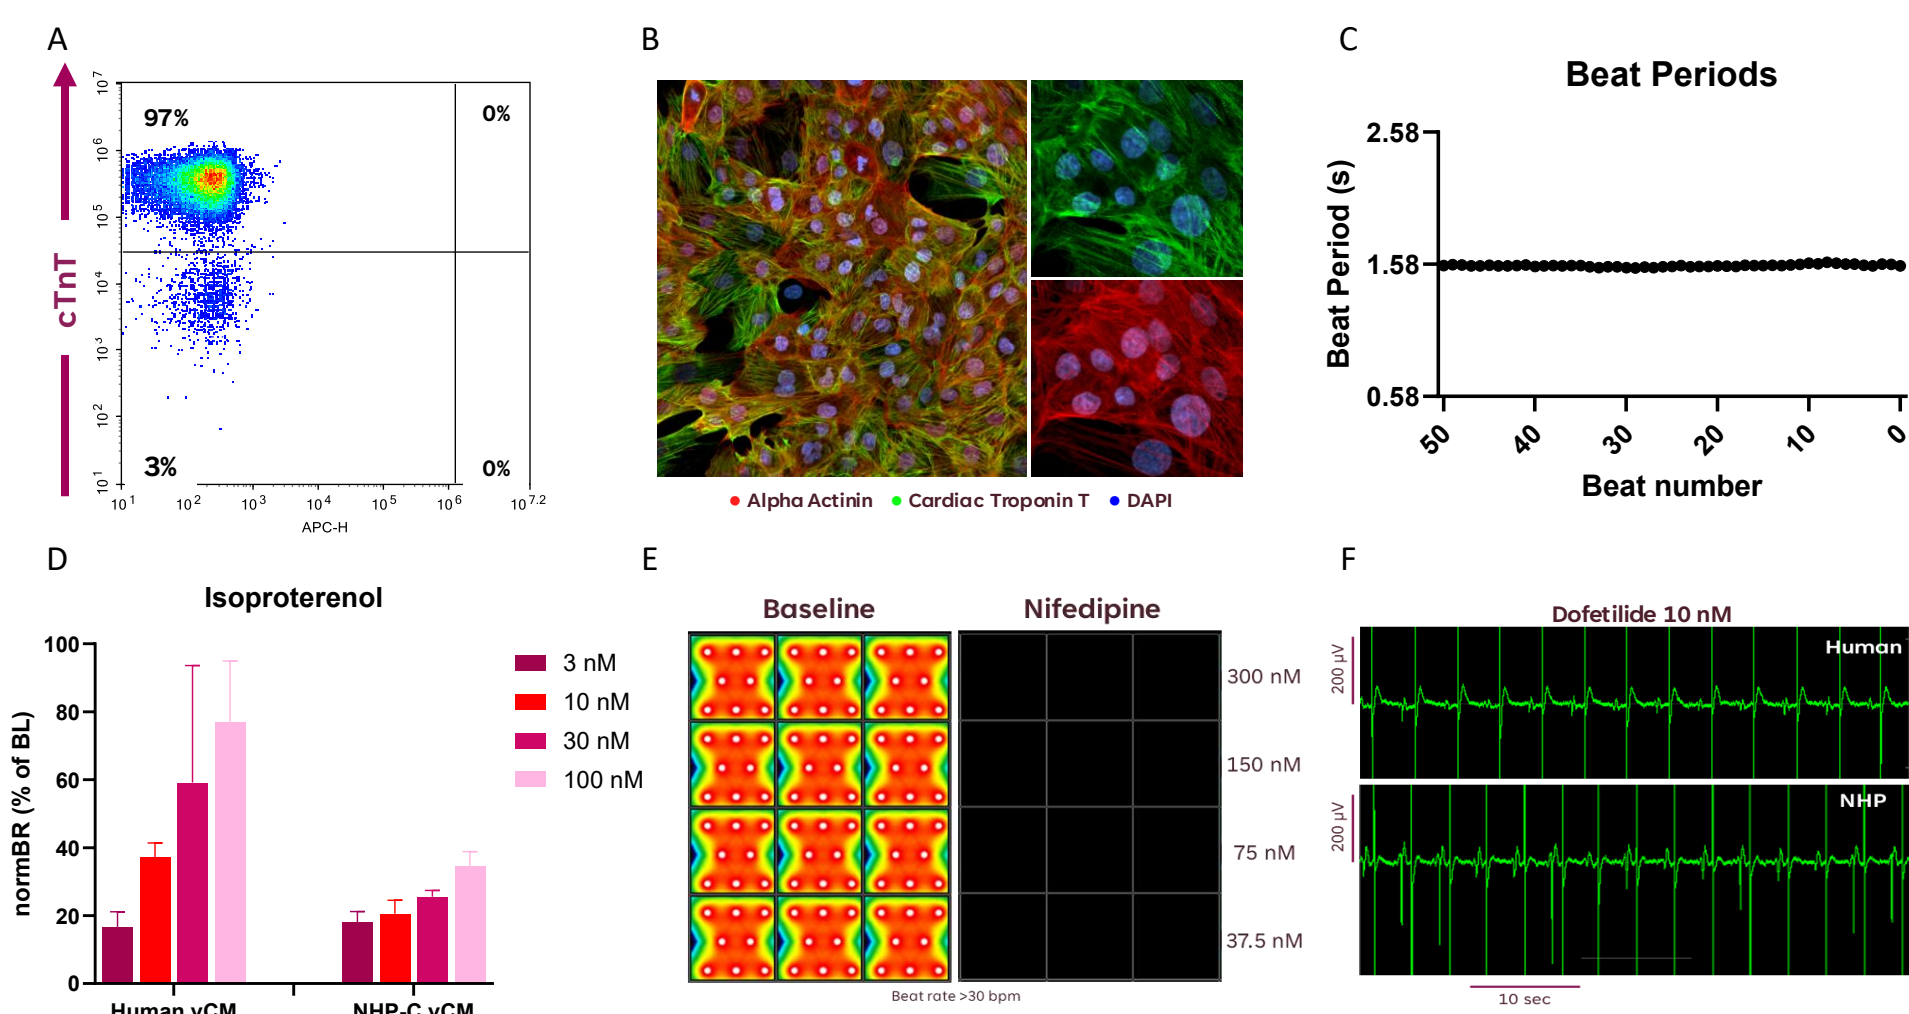 A
cTnT
97%
0%
3%
0%
10^7
10^6
10^5
10^4
10^3
10^2
10^1
10^1 10^2 10^3 10^4 10^5 10^6 10^7.2
APC-H
B
Alpha Actinin Cardiac Troponin T DAPI
C
Beat Periods
Beat Period (s)
2.58
1.58
0.58
50 40 30 20 10 0
Beat number
D
Isoproterenol
normBR (% of BL)
100
80
60
40
20
0
Human vCM NHP-C vCM
3 nM
10 nM
30 nM
100 nM
E
Baseline Nifedipine
300 nM
150 nM
75 nM
37.5 nM
Beat rate >30 bpm
F
Dofetilide 10 nM
200 µV
Human
200 µV
NHP
10 sec